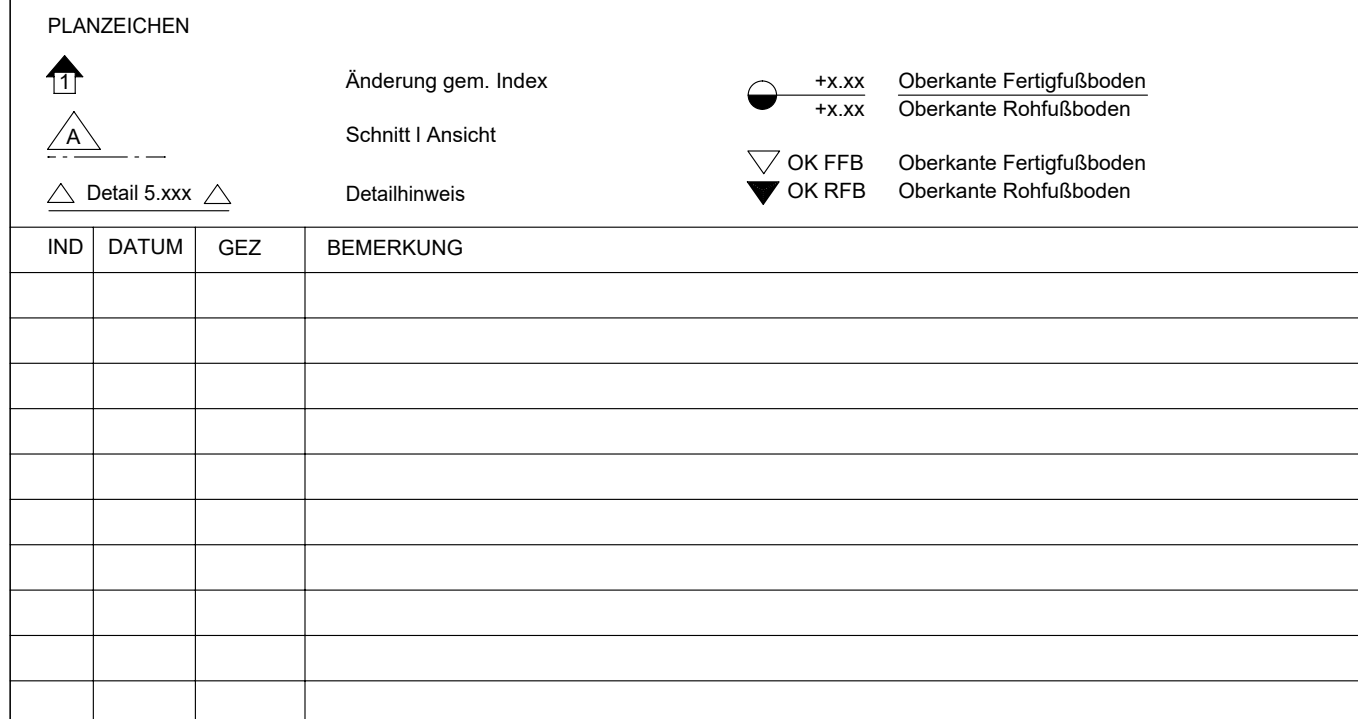 PLANZEICHEN
1 Änderung gem. Index
A Schnitt I Ansicht
Detail 5.xxx Detailhinweis
+x.xx Oberkante Fertigfußboden
+x.xx Oberkante Rohfußboden
OK FFB Oberkante Fertigfußboden
OK RFB Oberkante Rohfußboden
IND DATUM GEZ BEMERKUNG